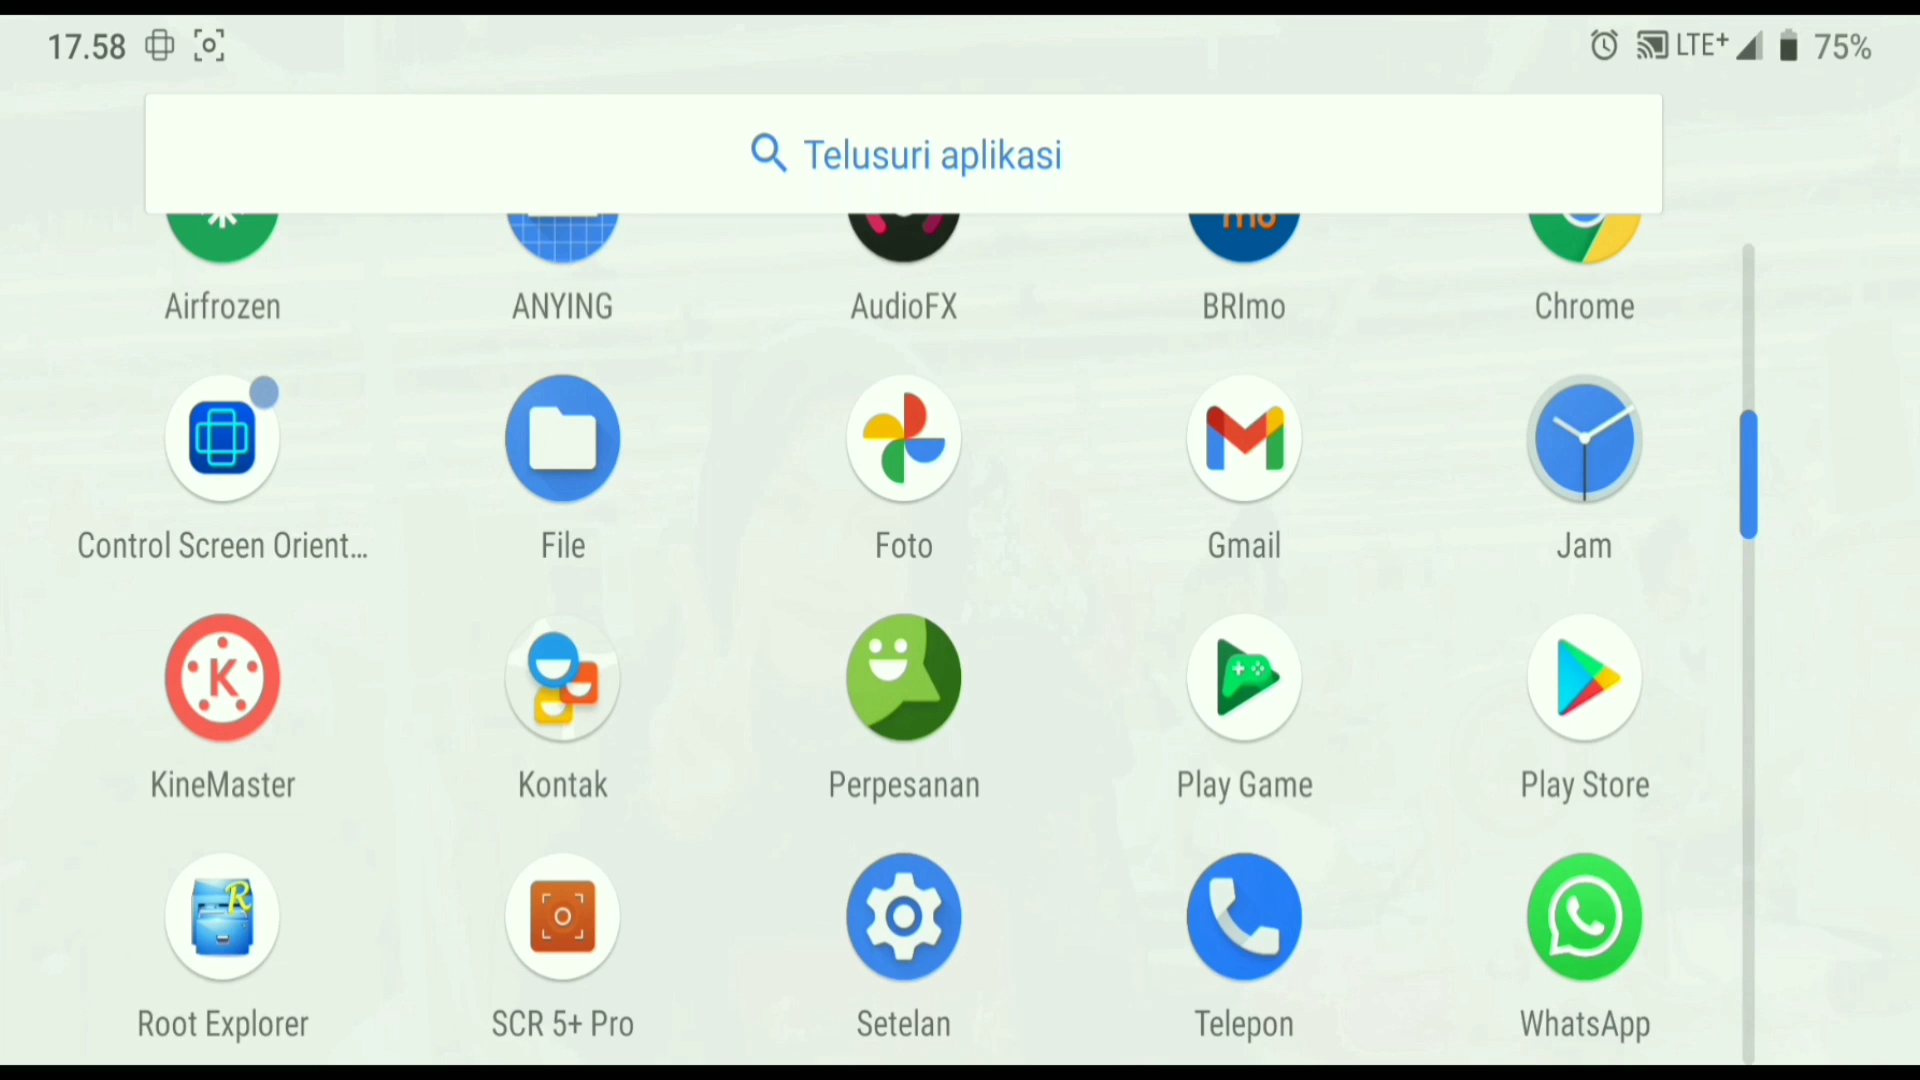 17.58 LTE+ 75%
Telusuri aplikasi
mo
Airfrozen ANYING AudioFX BRImo Chrome
Control Screen Orient... File Foto Gmail Jam
K
KineMaster Kontak Perpesanan Play Game Play Store
R
Root Explorer SCR 5+ Pro Setelan Telepon WhatsApp